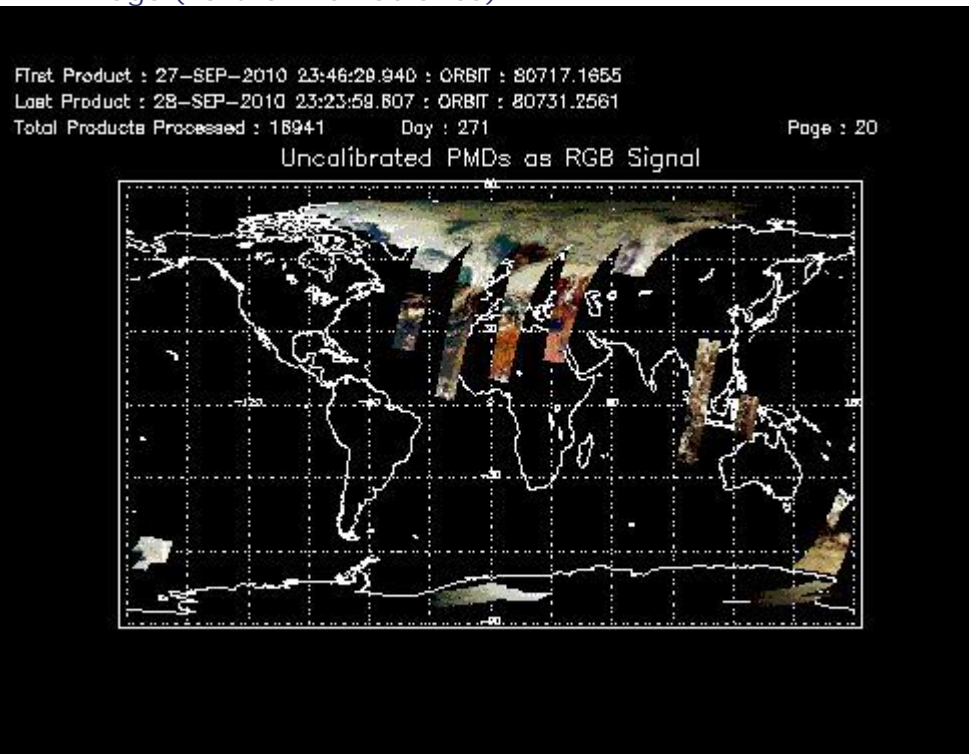 First Product : 27-SEP-2010 23:46:29.940 : ORBIT : 80717.1655
Last Product : 28-SEP-2010 23:23:59.607 : ORBIT : 80731.2561
Total Products Processed : 16941 Day : 271 Page : 20
Uncalibrated PMDs as RGB Signal